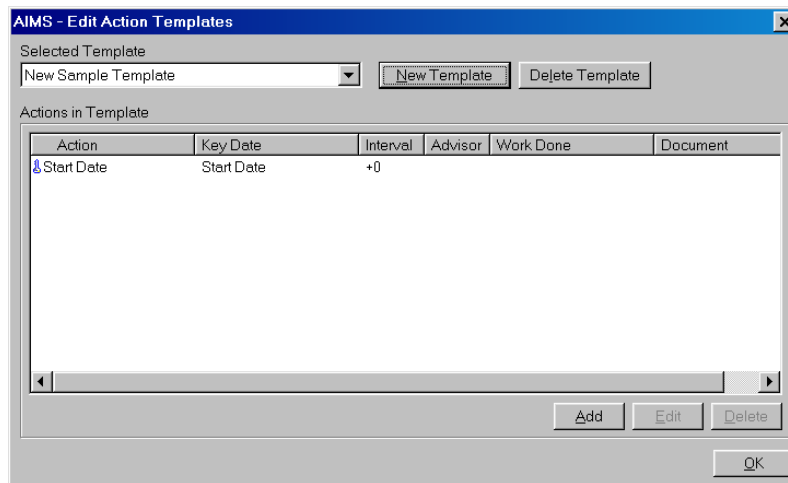 AIMS - Edit Action Templates
Selected Template
New Sample Template New Template Delete Template
Actions in Template
Action Key Date Interval Advisor Work Done Document
Start Date Start Date +0
Add Edit Delete
OK